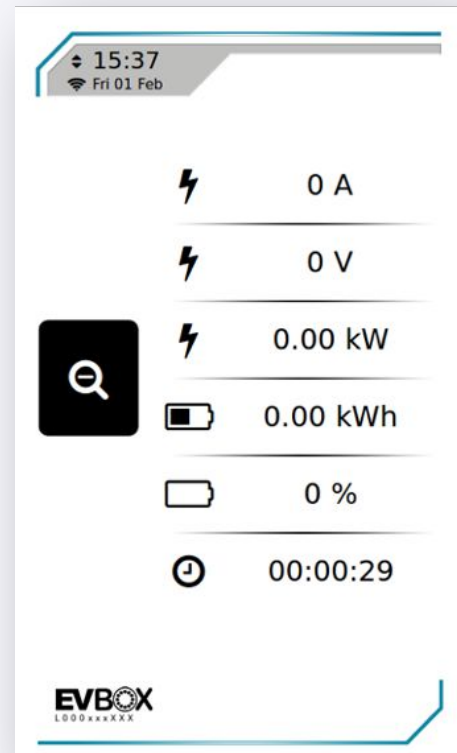 15:37
Fri 01 Feb
0 A
0 V
0.00 kW
0.00 kWh
0 %
00:00:29
EVBOX
L000xxxXXX